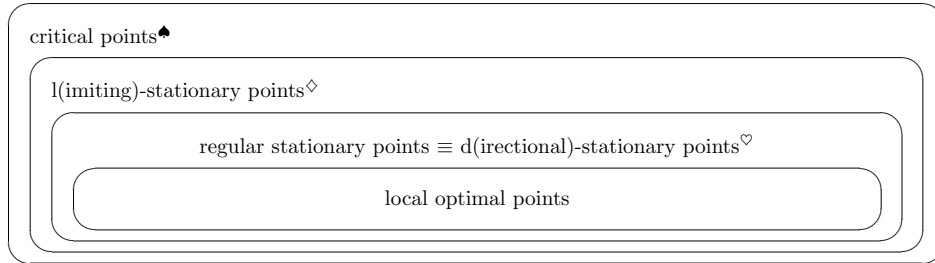 critical points♠
l(imiting)-stationary points♢
regular stationary points ≡ d(irectional)-stationary points♡
local optimal points